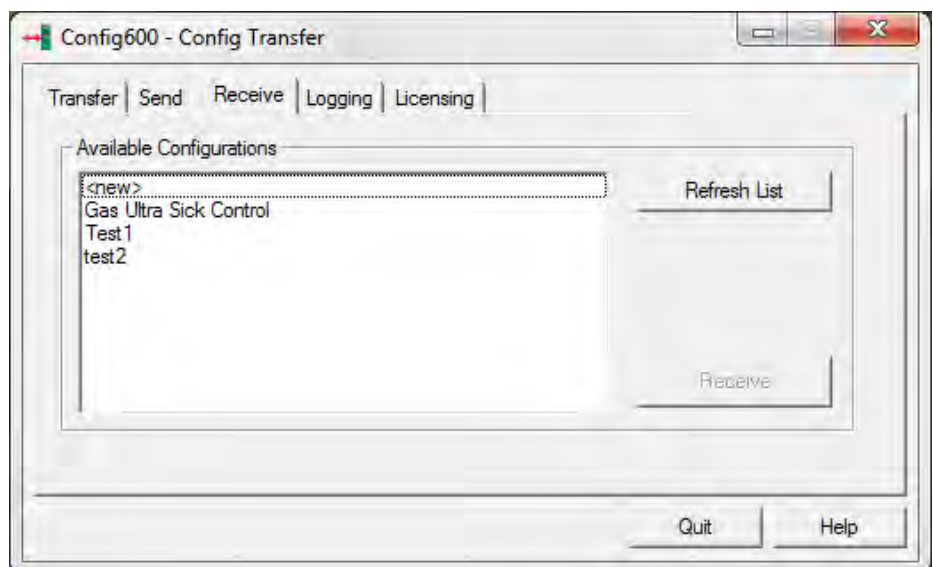 Config600 - Config Transfer
Transfer Send Receive Logging Licensing
Available Configurations
<new>
Gas Ultra Sick Control
Test1
test2
Refresh List
Receive
Quit Help